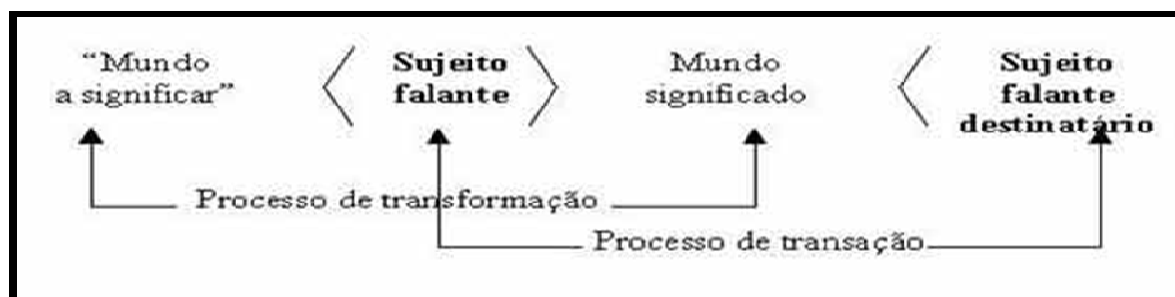 “Mundo
a significar”
Sujeito
falante
Mundo
significado
Sujeito
falante
destinatário
Processo de transformação
Processo de transação